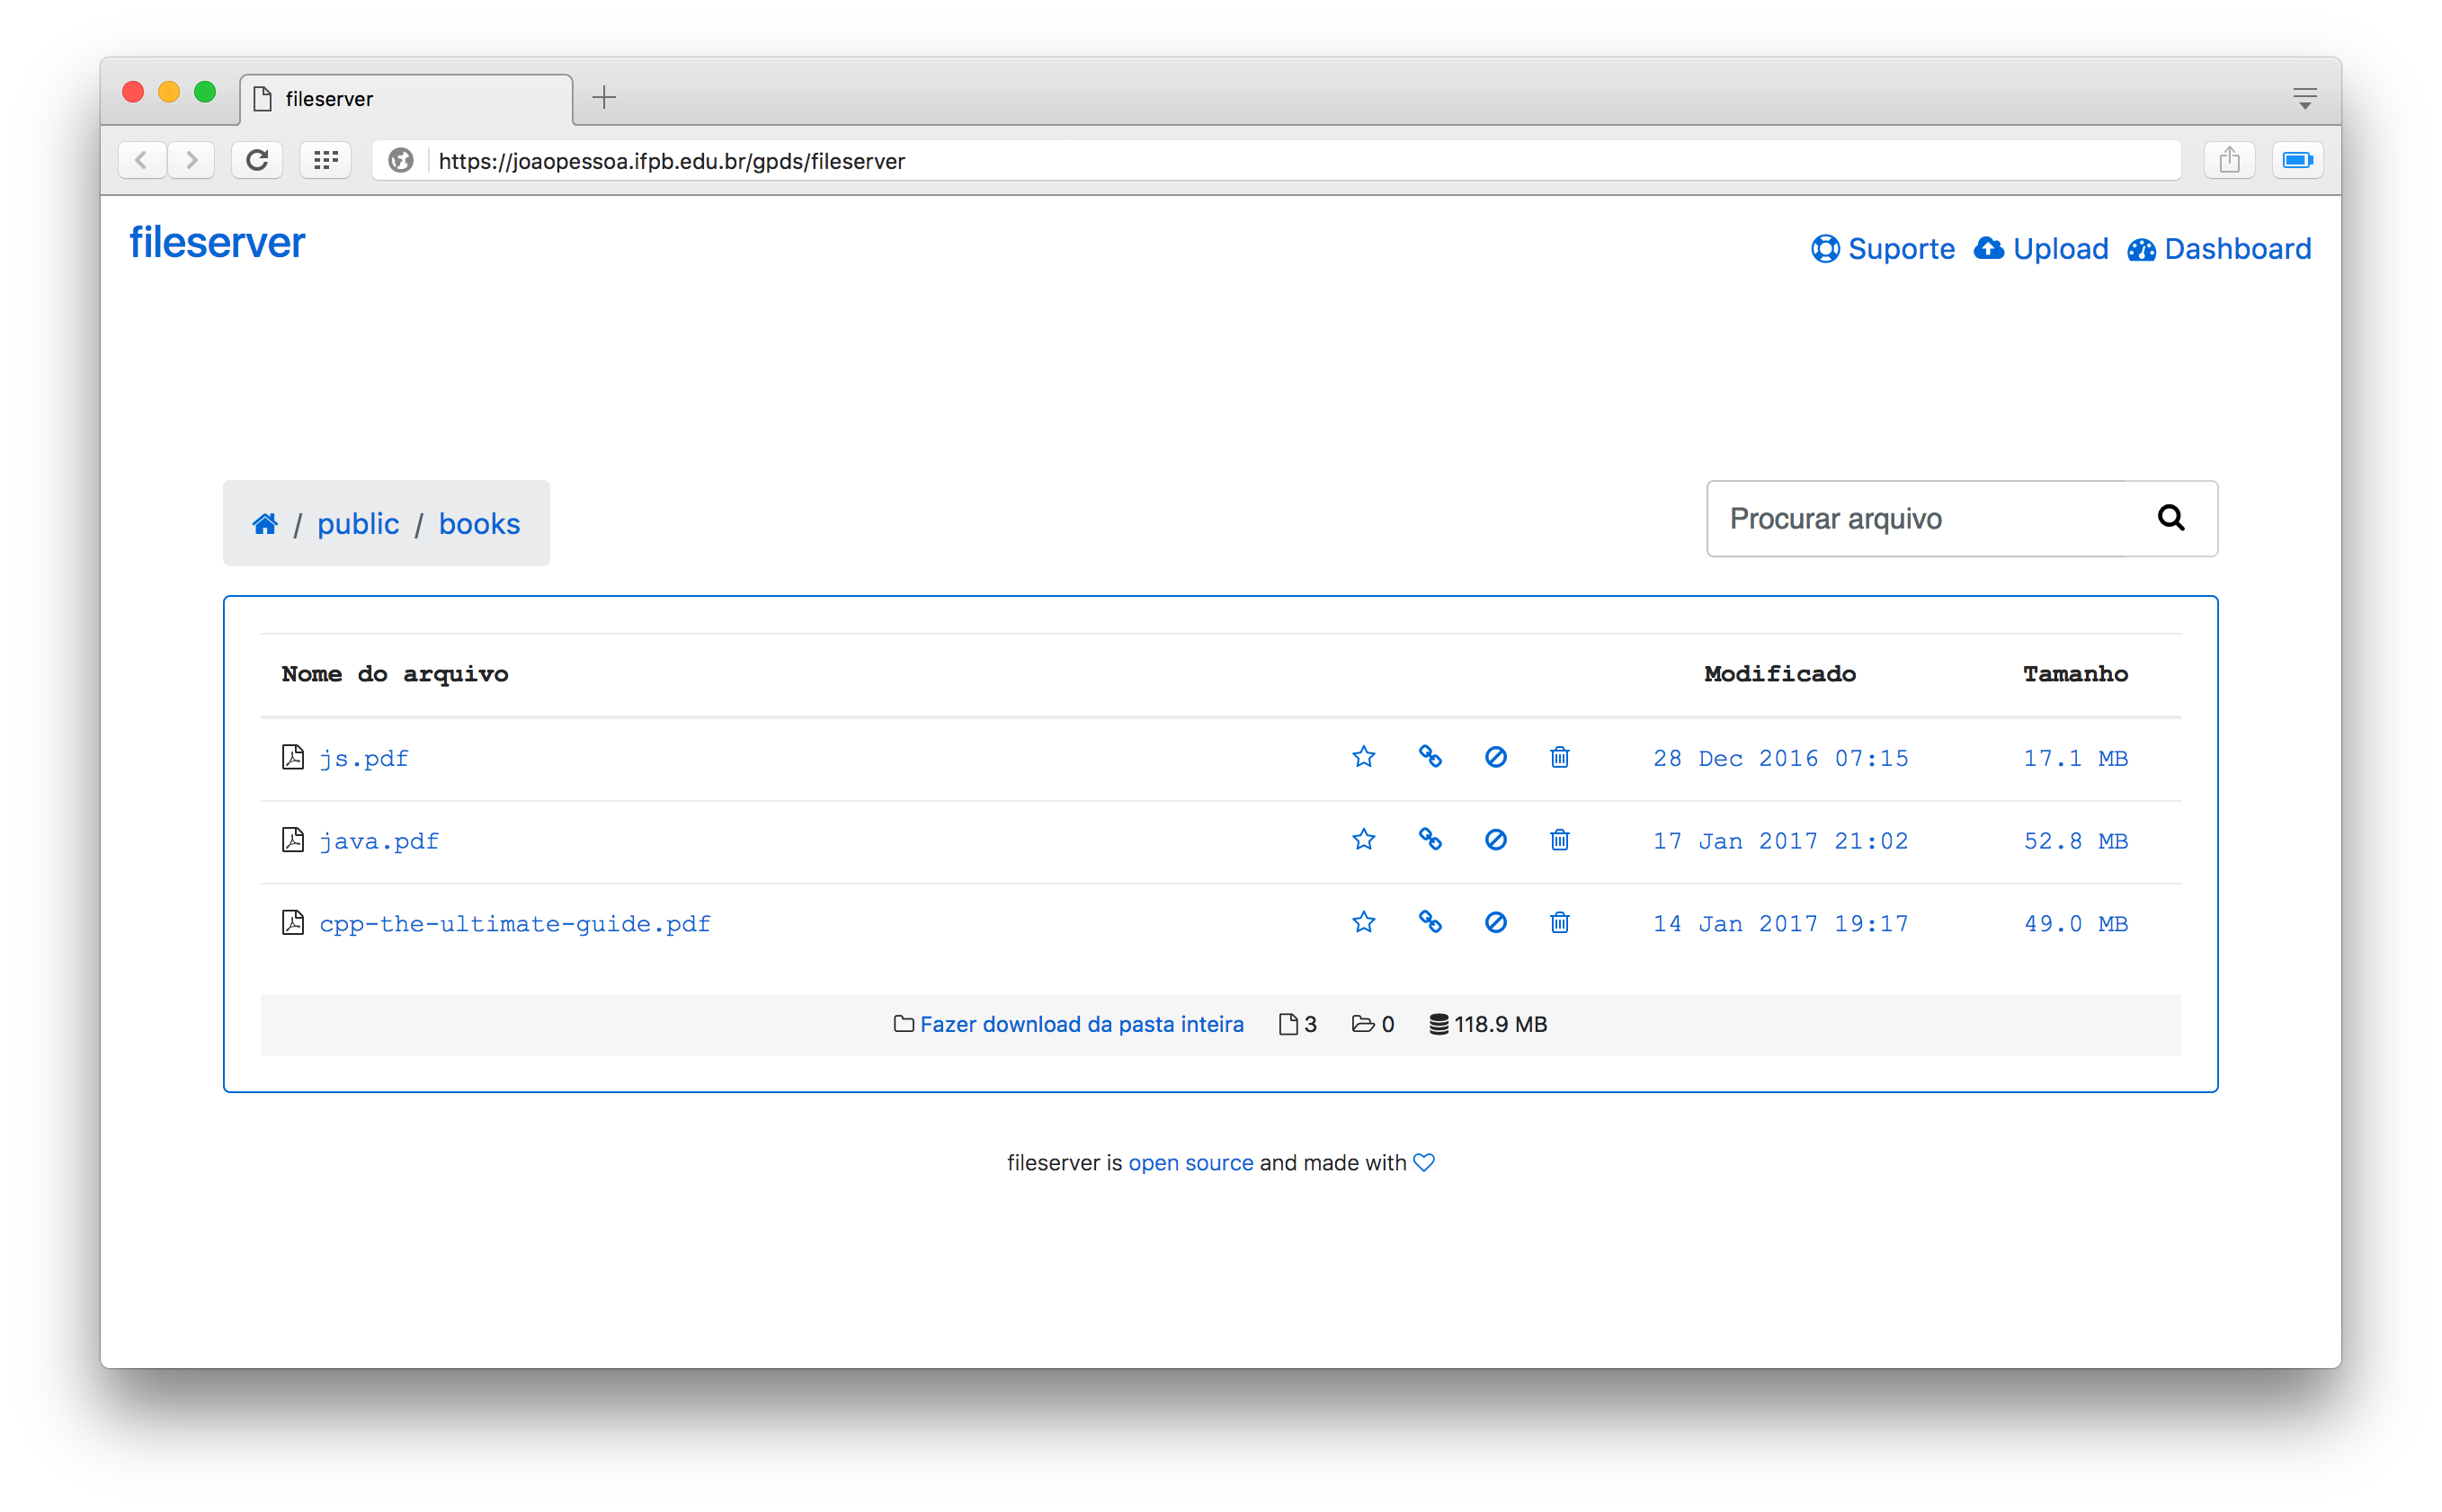 fileserver
https://joaopessoa.ifpb.edu.br/gpds/fileserver
fileserver Suporte Upload Dashboard
/ public / books Procurar arquivo
Nome do arquivo Modificado Tamanho
js.pdf 28 Dec 2016 07:15 17.1 MB
java.pdf 17 Jan 2017 21:02 52.8 MB
cpp-the-ultimate-guide.pdf 14 Jan 2017 19:17 49.0 MB
Fazer download da pasta inteira 3 0 118.9 MB
fileserver is open source and made with